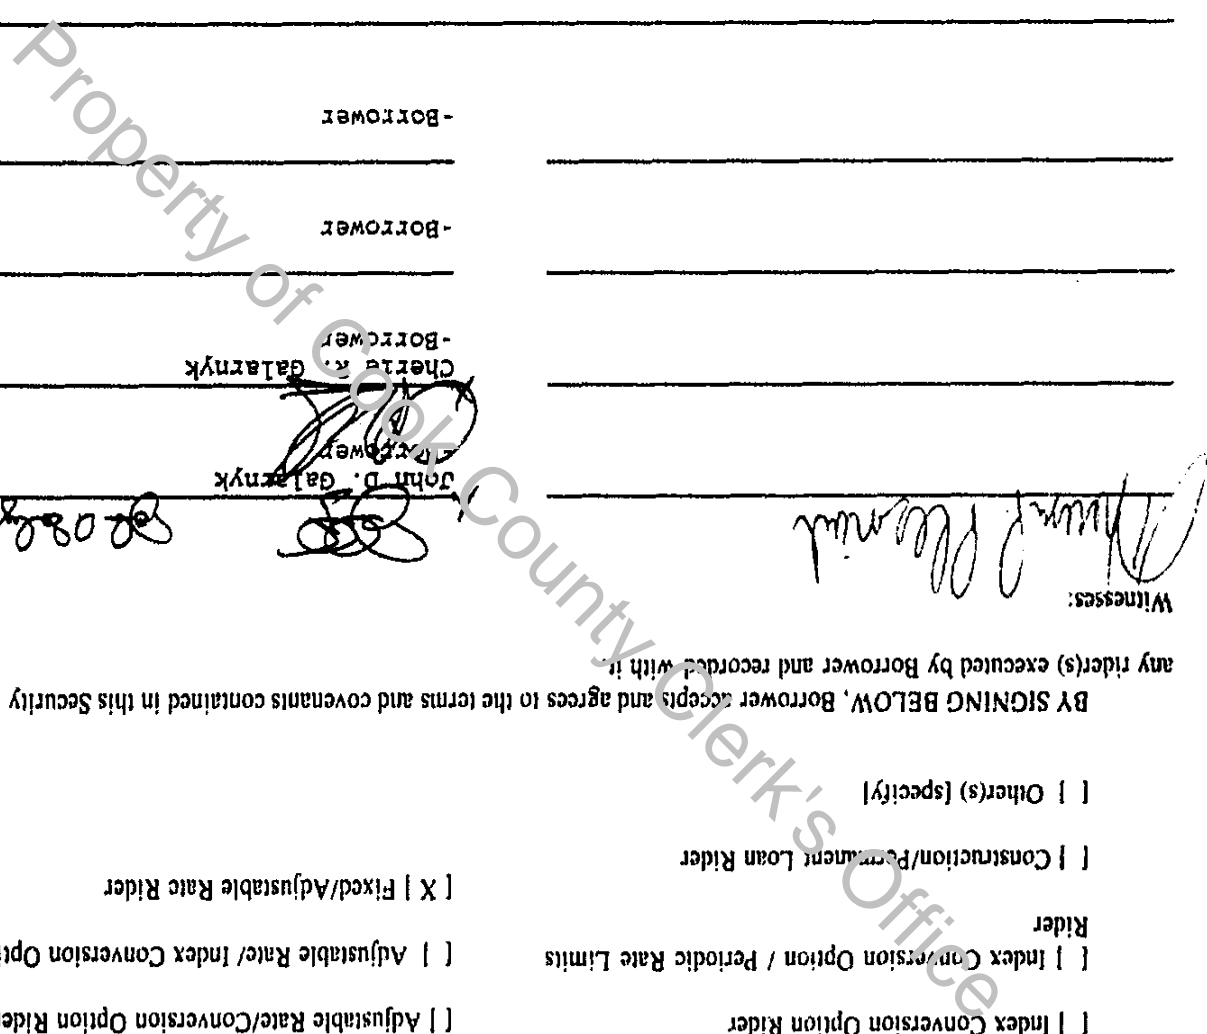 [ ] Index Conversion Option Rider [ ] Adjustable Rate/Conversion Option Rider
[ ] Index Conversion Option / Periodic Rate Limits [ ] Adjustable Rate/ Index Conversion Opti
Rider
[ X ] Fixed/Adjustable Rate Rider
[ ] Construction/Permanent Loan Rider
[ ] Other(s) [specify]
BY SIGNING BELOW, Borrower accepts and agrees to the terms and covenants contained in this Security
any rider(s) executed by Borrower and recorded with it.
Witnesses:
X
John D. Galarnyk
-Borrower
X
Cherie R. Galarnyk
-Borrower
-Borrower
-Borrower
Property of Cook County Clerk's Office